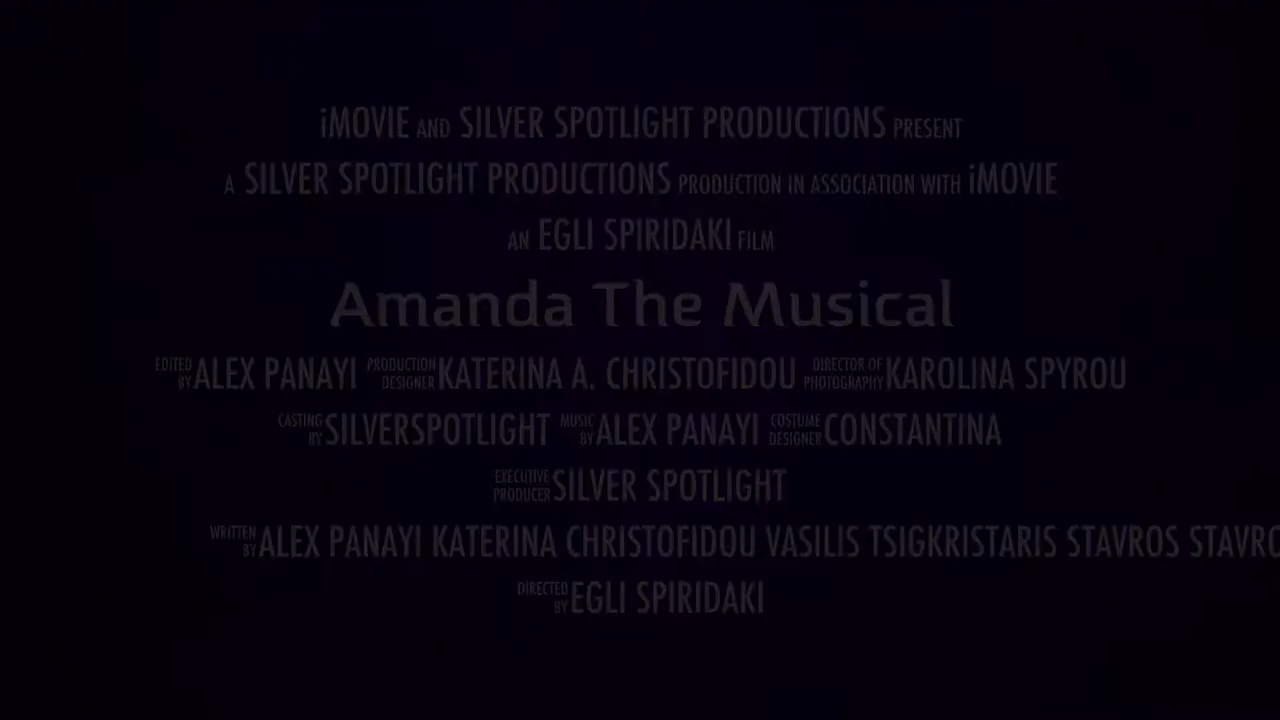 iMOVIE AND SILVER SPOTLIGHT PRODUCTIONS PRESENT
A SILVER SPOTLIGHT PRODUCTIONS PRODUCTION IN ASSOCIATION WITH iMOVIE
AN EGLI SPIRIDAKI FILM
Amanda The Musical
EDITED BY ALEX PANAYI PRODUCTION DESIGNER KATERINA A. CHRISTOFIDOU DIRECTOR OF PHOTOGRAPHY KAROLINA SPYROU
CASTING BY SILVERSPOTLIGHT MUSIC BY ALEX PANAYI COSTUME DESIGNER CONSTANTINA
EXECUTIVE PRODUCER SILVER SPOTLIGHT
WRITTEN BY ALEX PANAYI KATERINA CHRISTOFIDOU VASILIS TSIGKRISTARIS STAVROS
DIRECTED BY EGLI SPIRIDAKI